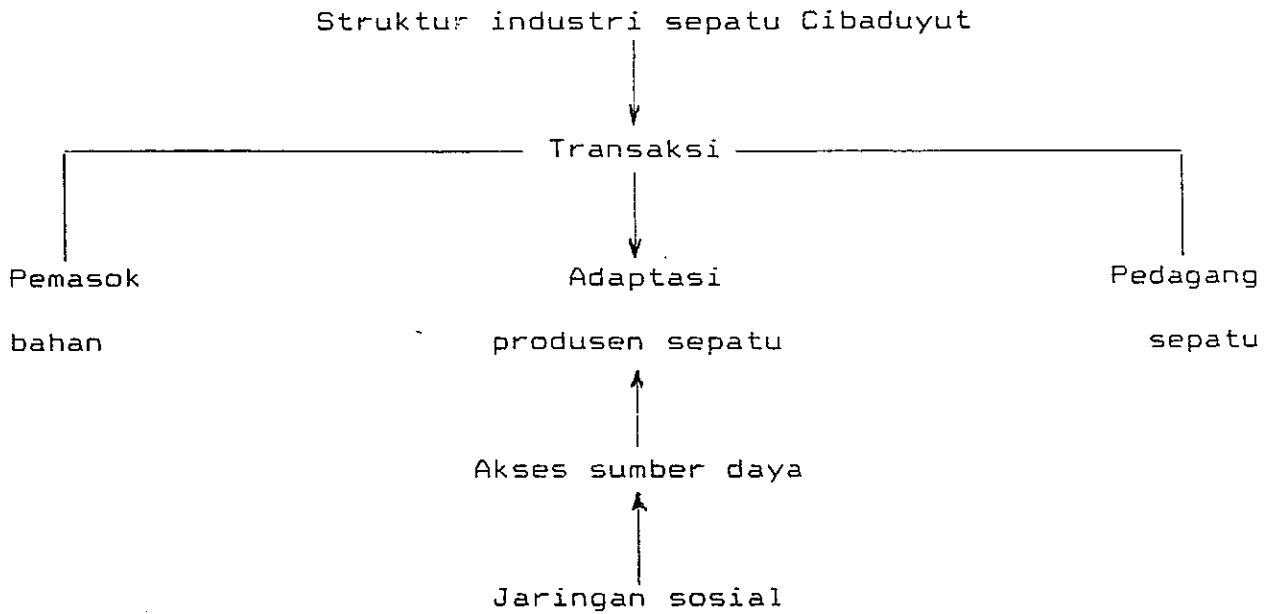 Struktur industri sepatu Cibaduyut
Transaksi
Pemasok Adaptasi Pedagang
bahan produsen sepatu sepatu
Akses sumber daya
Jaringan sosial